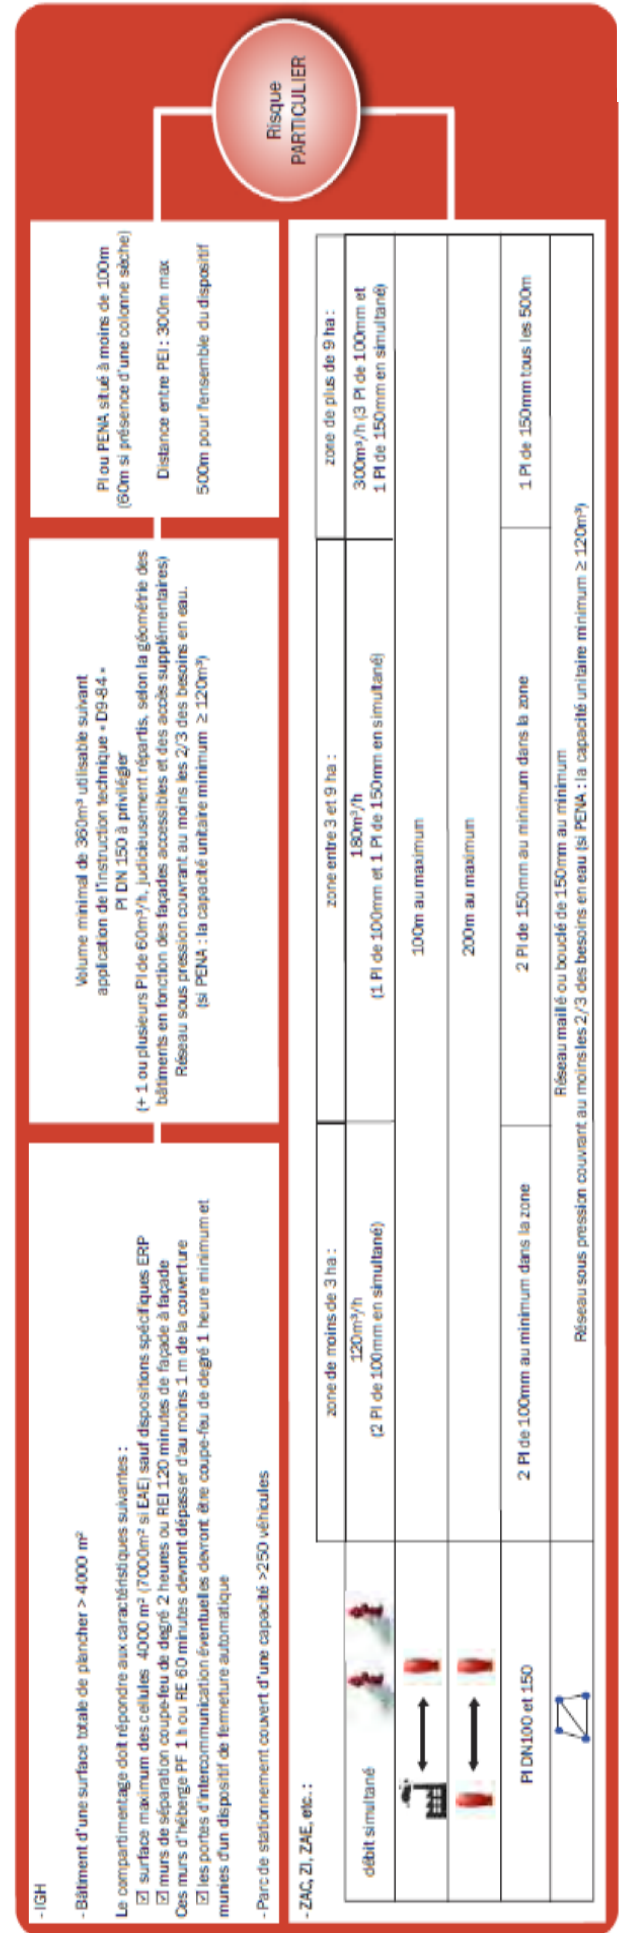 Risque
PARTICULIER
- IGH
- Bâtiment d'une surface totale de plancher > 4000 m²
Le compartimentage doit répondre aux caractéristiques suivantes :
☑ surface maximum des cellules 4000 m² (7000m² si EAE) sauf dispositions spécifiques ERP
☑ murs de séparation coupe-feu de degré 2 heures ou REI 120 minutes de façade à façade
Ces murs d'héberge PF 1 h ou RE 60 minutes devront dépasser d'au moins 1 m de la couverture
☑ les portes d'intercommunication éventuelles devront être coupe-feu de degré 1 heure minimum et
munies d'un dispositif de fermeture automatique
- Parc de stationnement couvert d'une capacité >250 véhicules
Volume minimal de 360m³ utilisable suivant
application de l'instruction technique « D9-84 »
PI DN 150 à privilégier
(+ 1 ou plusieurs PI de 60m³/h, judicieusement répartis, selon la géométrie des
bâtiments en fonction des façades accessibles et des accès supplémentaires)
Réseau sous pression couvrant au moins les 2/3 des besoins en eau.
(si PENA : la capacité unitaire minimum ≥ 120m³)
PI ou PENA situé à moins de 100m
(60m si présence d'une colonne sèche)
Distance entre PEI : 300m max
500m pour l'ensemble du dispositif
- ZAC, ZI, ZAE, etc. :
zone de moins de 3 ha :
zone entre 3 et 9 ha :
zone de plus de 9 ha :
débit simultané
120m³/h
(2 PI de 100mm en simultané)
180m³/h
(1 PI de 100mm et 1 PI de 150mm en simultané)
300m³/h (3 PI de 100mm et
1 PI de 150mm en simultané)
100m au maximum
200m au maximum
PI DN100 et 150
2 PI de 100mm au minimum dans la zone
2 PI de 150mm au minimum dans la zone
1 PI de 150mm tous les 500m
Réseau maillé ou bouclé de 150mm au minimum
Réseau sous pression couvrant au moins les 2/3 des besoins en eau (si PENA : la capacité unitaire minimum ≥ 120m³)